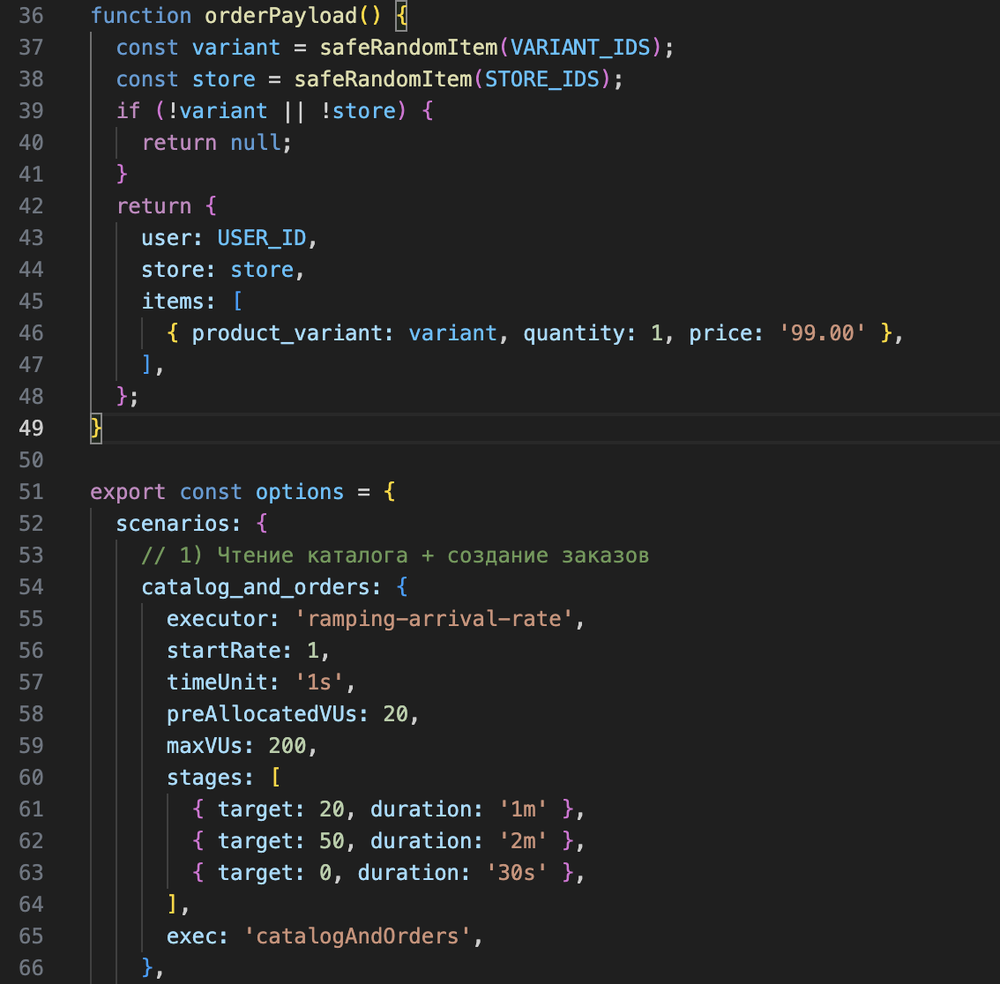 36 function orderPayload() {
37   const variant = safeRandomItem(VARIANT_IDS);
38   const store = safeRandomItem(STORE_IDS);
39   if (!variant || !store) {
40     return null;
41   }
42   return {
43     user: USER_ID,
44     store: store,
45     items: [
46       { product_variant: variant, quantity: 1, price: '99.00' },
47     ],
48   };
49 }
50
51 export const options = {
52   scenarios: {
53     // 1) Чтение каталога + создание заказов
54     catalog_and_orders: {
55       executor: 'ramping-arrival-rate',
56       startRate: 1,
57       timeUnit: '1s',
58       preAllocatedVUs: 20,
59       maxVUs: 200,
60       stages: [
61         { target: 20, duration: '1m' },
62         { target: 50, duration: '2m' },
63         { target: 0, duration: '30s' },
64       ],
65       exec: 'catalogAndOrders',
66     },